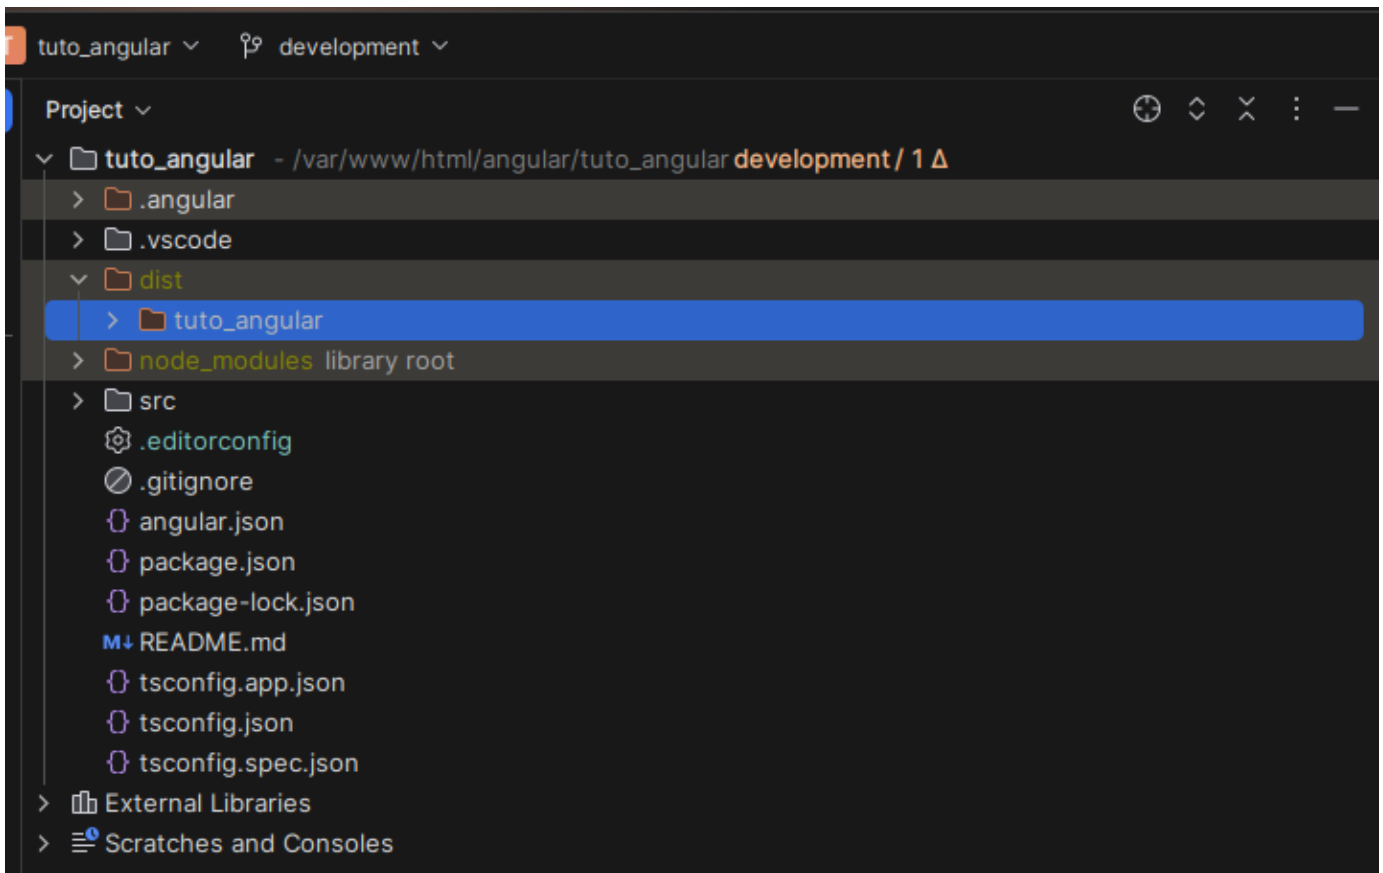 T tuto_angular development
Project
tuto_angular - /var/www/html/angular/tuto_angular development / 1 Δ
.angular
.vscode
dist
tuto_angular
node_modules library root
src
.editorconfig
.gitignore
{} angular.json
{} package.json
{} package-lock.json
M↓ README.md
{} tsconfig.app.json
{} tsconfig.json
{} tsconfig.spec.json
External Libraries
Scratches and Consoles